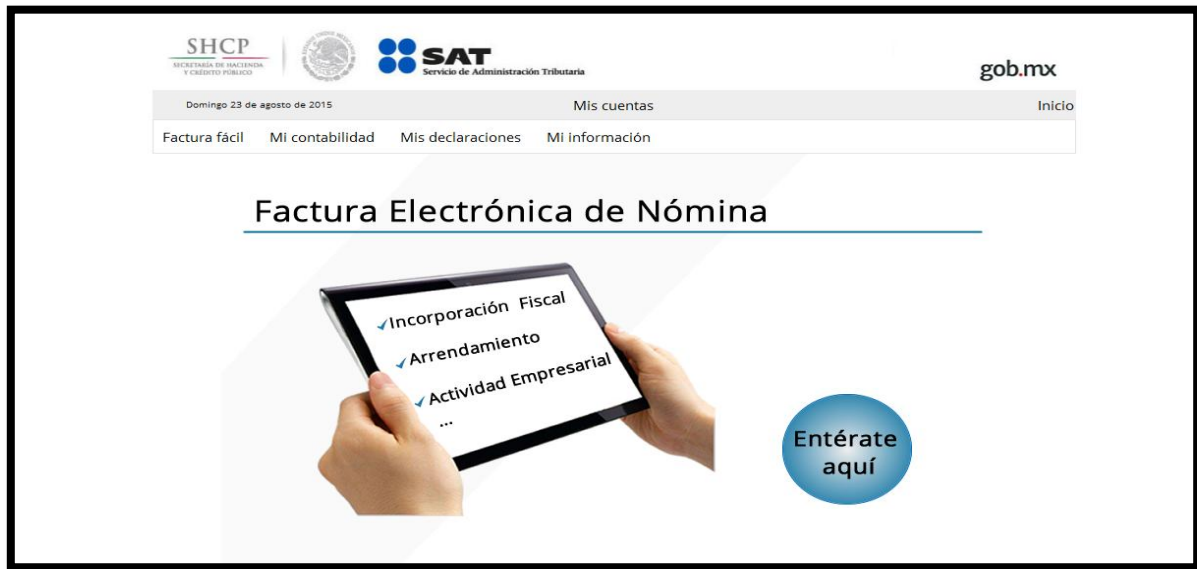 SHCP
SECRETARÍA DE HACIENDA
Y CRÉDITO PÚBLICO
SAT
Servicio de Administración Tributaria
gob.mx
Domingo 23 de agosto de 2015
Mis cuentas
Inicio
Factura fácil
Mi contabilidad
Mis declaraciones
Mi información
Factura Electrónica de Nómina
Incorporación Fiscal
Arrendamiento
Actividad Empresarial
...
Entérate
aquí